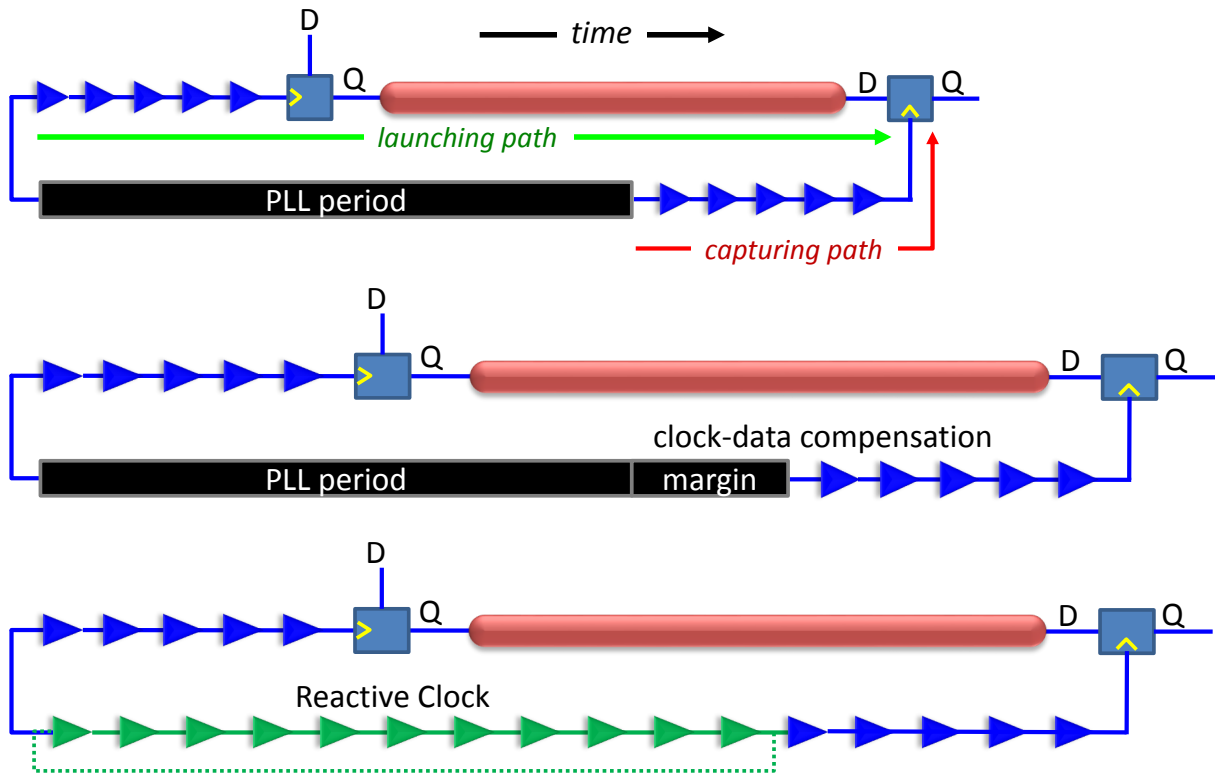 D
time
Q
D
Q
launching path
PLL period
capturing path
D
Q
D
Q
clock-data compensation
PLL period
margin
D
Q
D
Q
Reactive Clock